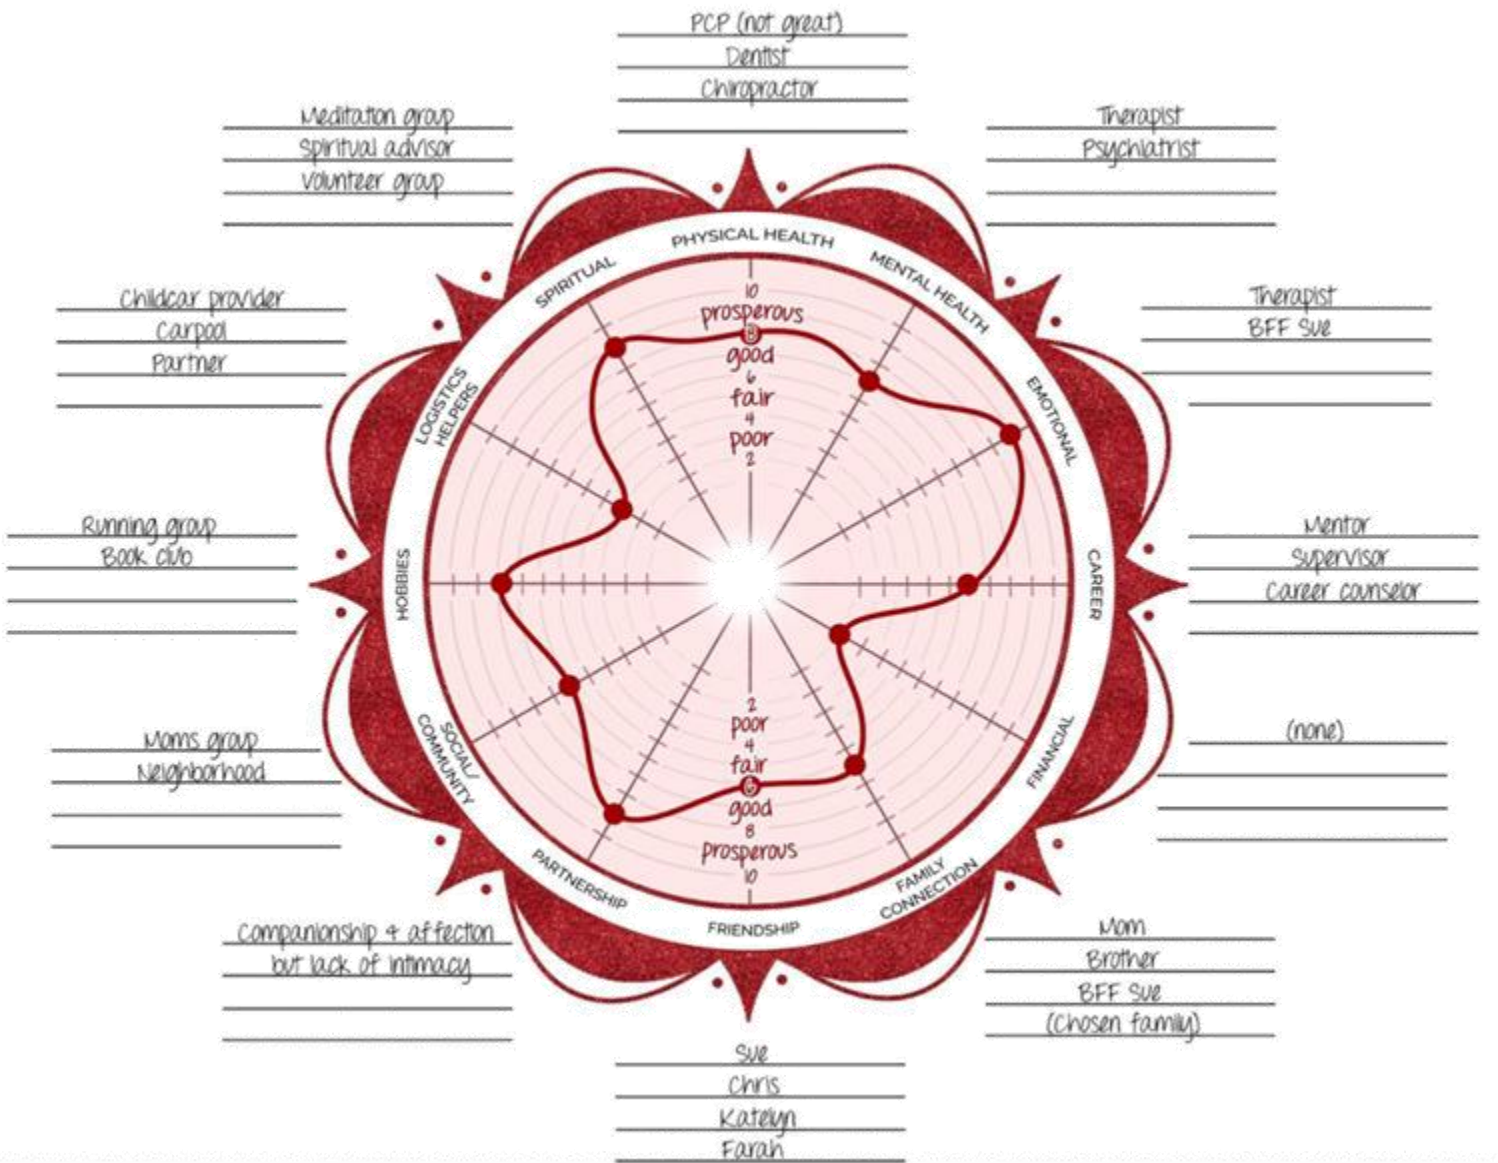 PCP (not great)
Dentist
Chiropractor
Meditation group
Spiritual advisor
Volunteer group
Therapist
Psychiatrist
PHYSICAL HEALTH
SPIRITUAL
MENTAL HEALTH
Childcar provider
Carpool
Partner
Therapist
BFF Sue
10
prosperous
8
good
6
fair
4
poor
2
LOGISTICS
HELPERS
EMOTIONAL
Running group
Book club
HOBBIES
CAREER
Mentor
Supervisor
Career counselor
Moms group
Neighborhood
SOCIAL/
COMMUNITY
2
poor
4
fair
6
good
8
prosperous
10
FINANCIAL
(none)
PARTNERSHIP
FRIENDSHIP
FAMILY
CONNECTION
Companionship & affection
but lack of intimacy
Mom
Brother
BFF Sue
(Chosen family)
Sue
Chris
Katelyn
Farah